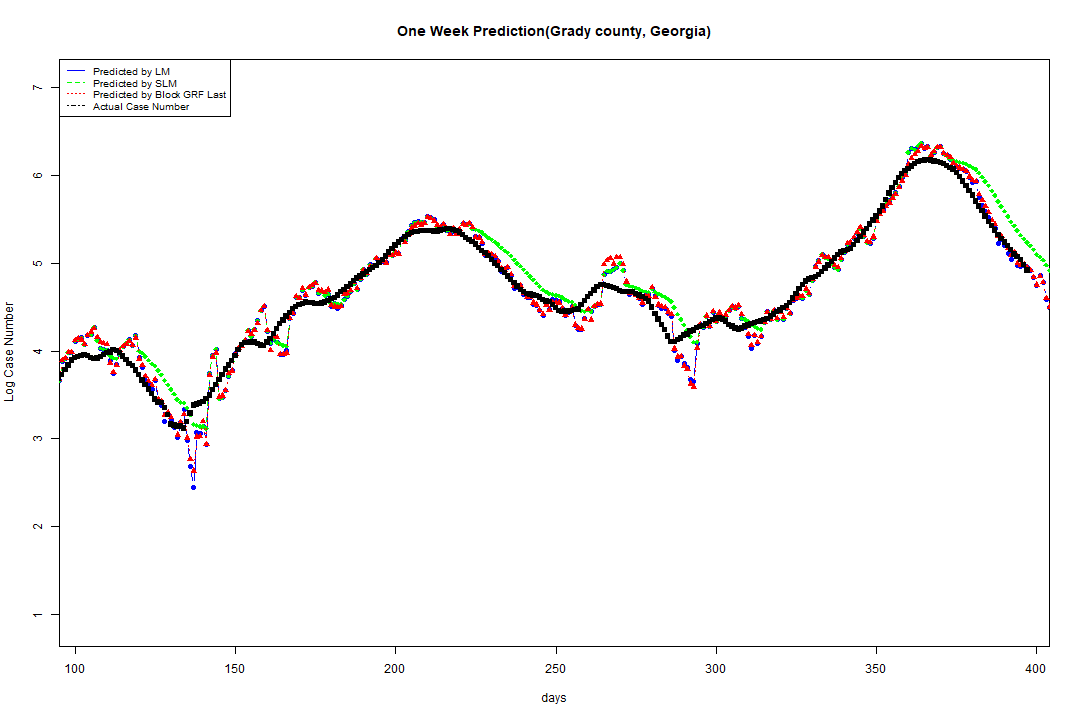 One Week Prediction(Grady county, Georgia)
Predicted by LM
Predicted by SLM
Predicted by Block GRF Last
Actual Case Number
7
6
5
4
3
2
1
Log Case Number
100 150 200 250 300 350 400
days